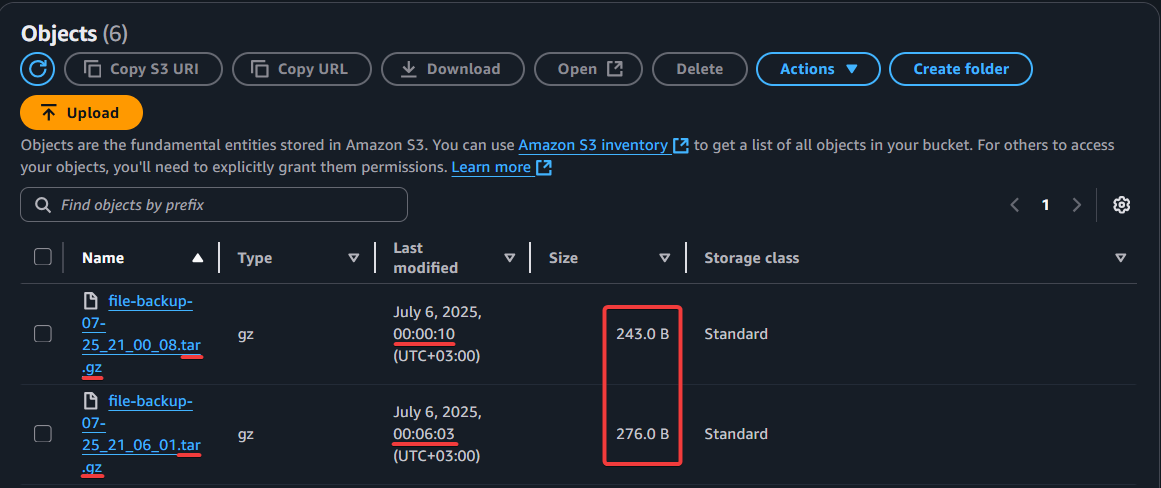 Objects (6)
Copy S3 URI
Copy URL
Download
Open
Delete
Actions
Create folder
Upload
Objects are the fundamental entities stored in Amazon S3. You can use Amazon S3 inventory to get a list of all objects in your bucket. For others to access
your objects, you'll need to explicitly grant them permissions. Learn more
Find objects by prefix
1
Name
Type
Last
modified
Size
Storage class
file-backup-
07-
25_21_00_08.tar
.gz
gz
July 6, 2025,
00:00:10
(UTC+03:00)
243.0 B
Standard
file-backup-
07-
25_21_06_01.tar
.gz
gz
July 6, 2025,
00:06:03
(UTC+03:00)
276.0 B
Standard